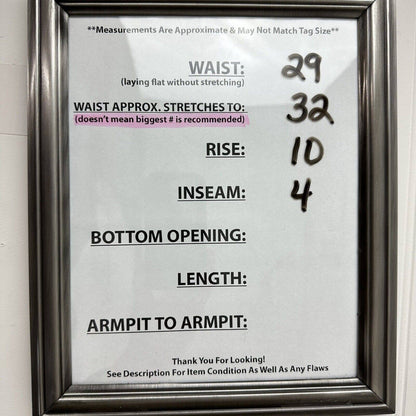 **Measurements Are Approximate & May Not Match Tag Size**
WAIST: 29
(laying flat without stretching)
WAIST APPROX. STRETCHES TO: 32
(doesn't mean biggest # is recommended)
RISE: 10
INSEAM: 4
BOTTOM OPENING:
LENGTH:
ARMPIT TO ARMPIT:
Thank You For Looking!
See Description For Item Condition As Well As Any Flaws